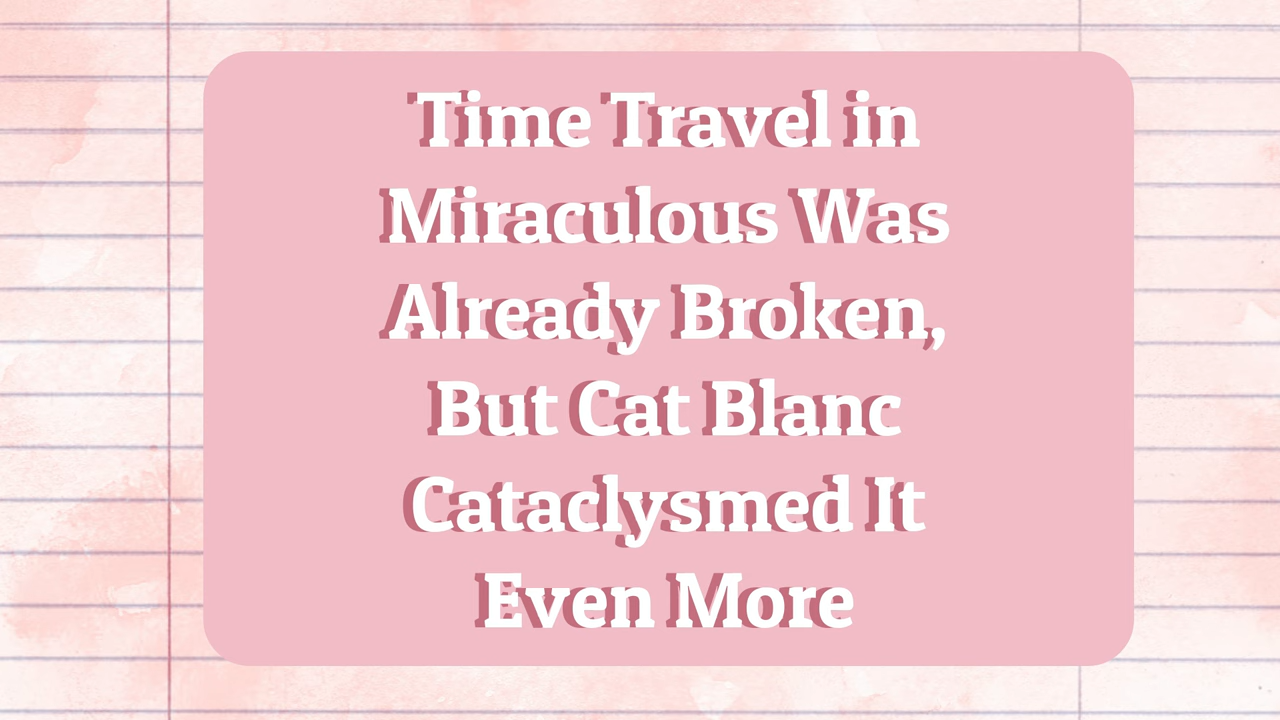 Time Travel in
Miraculous Was
Already Broken,
But Cat Blanc
Cataclysmed It
Even More